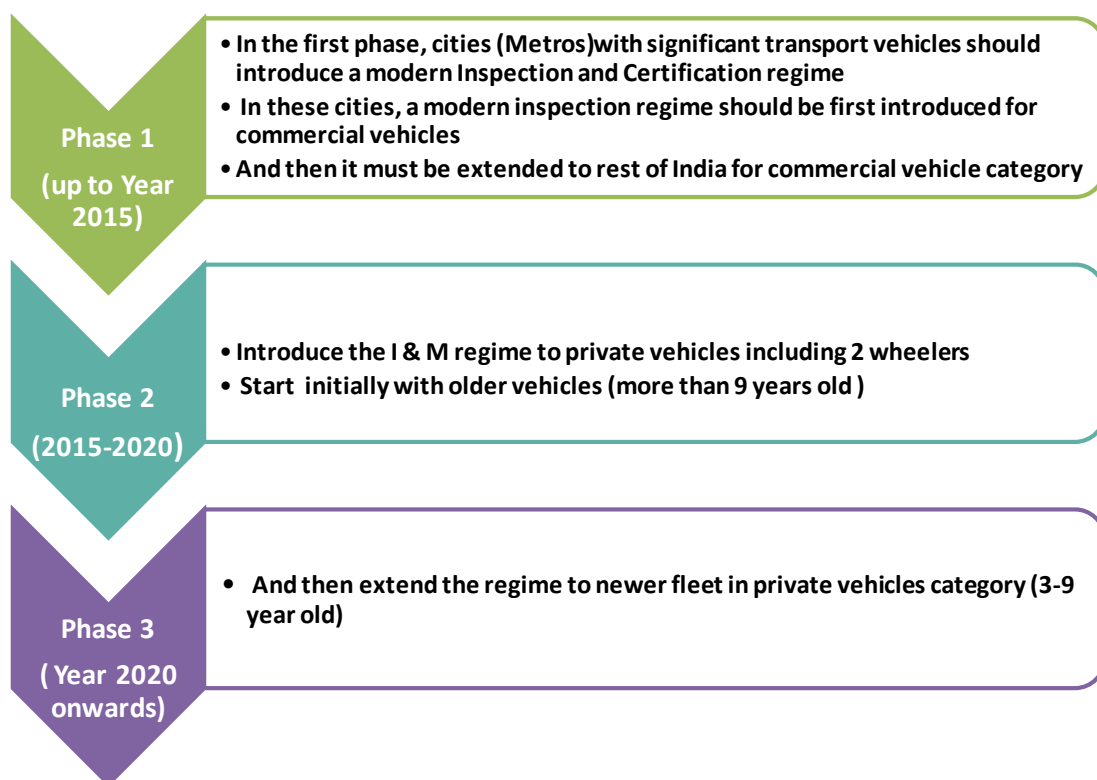 Phase 1
(up to Year
2015)
• In the first phase, cities (Metros)with significant transport vehicles should
introduce a modern Inspection and Certification regime
• In these cities, a modern inspection regime should be first introduced for
commercial vehicles
• And then it must be extended to rest of India for commercial vehicle category
Phase 2
(2015-2020)
• Introduce the I & M regime to private vehicles including 2 wheelers
• Start initially with older vehicles (more than 9 years old )
Phase 3
( Year 2020
onwards)
• And then extend the regime to newer fleet in private vehicles category (3-9
year old)